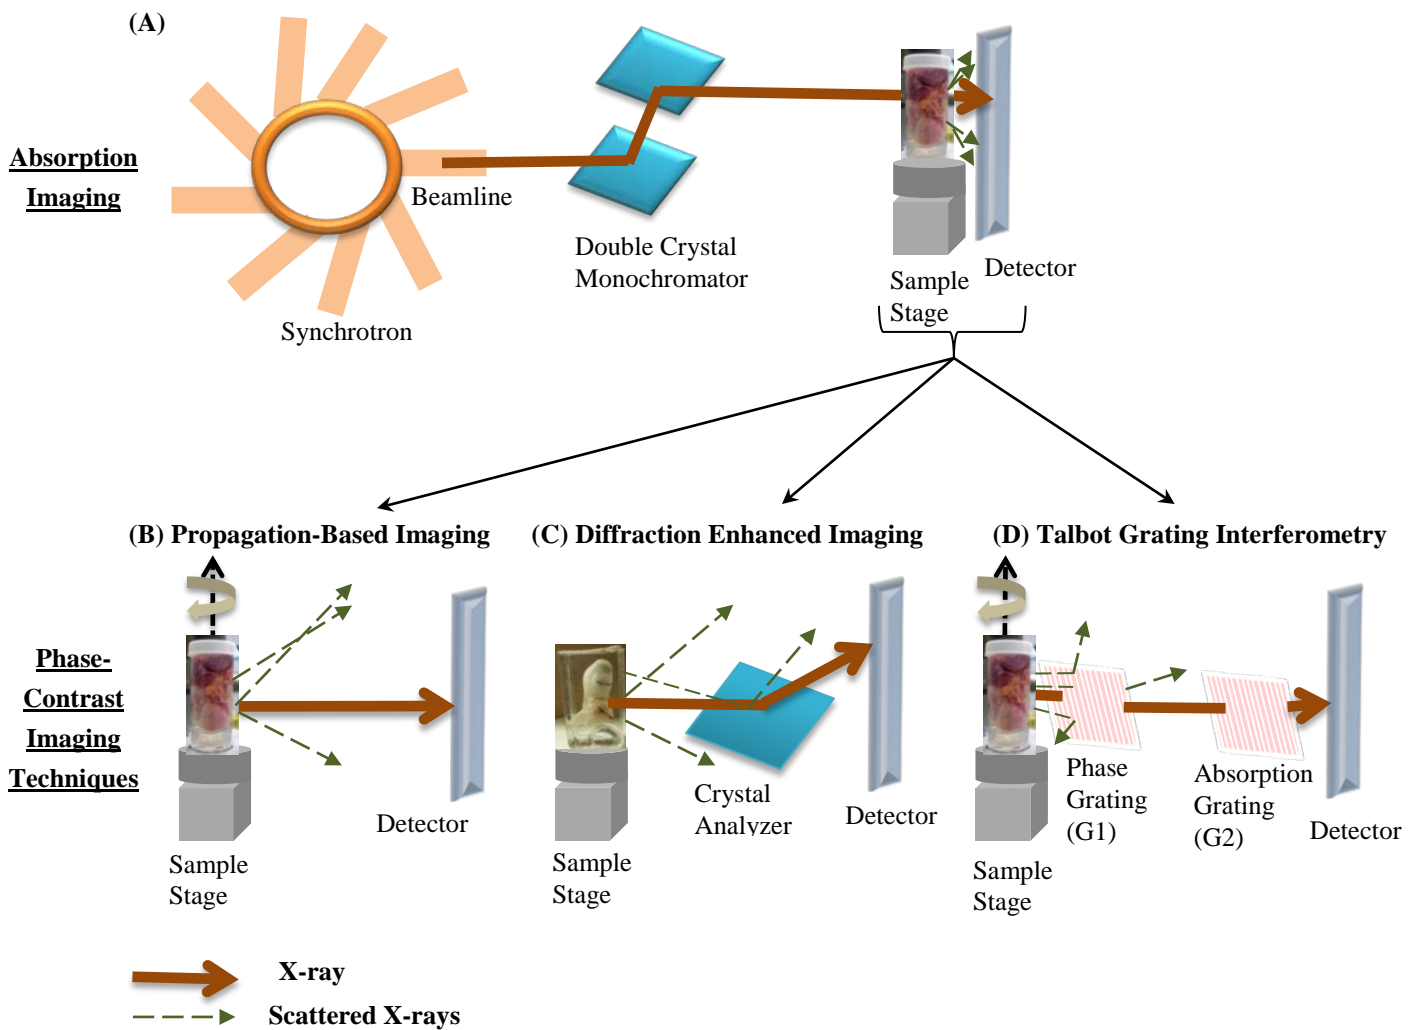 (A)
Absorption
Imaging
Beamline
Synchrotron
Double Crystal
Monochromator
Sample
Stage
Detector
(B) Propagation-Based Imaging
(C) Diffraction Enhanced Imaging
(D) Talbot Grating Interferometry
Phase-
Contrast
Imaging
Techniques
Detector
Sample
Stage
Crystal
Analyzer
Detector
Sample
Stage
Phase
Grating
(G1)
Absorption
Grating
(G2)
Detector
Sample
Stage
X-ray
Scattered X-rays